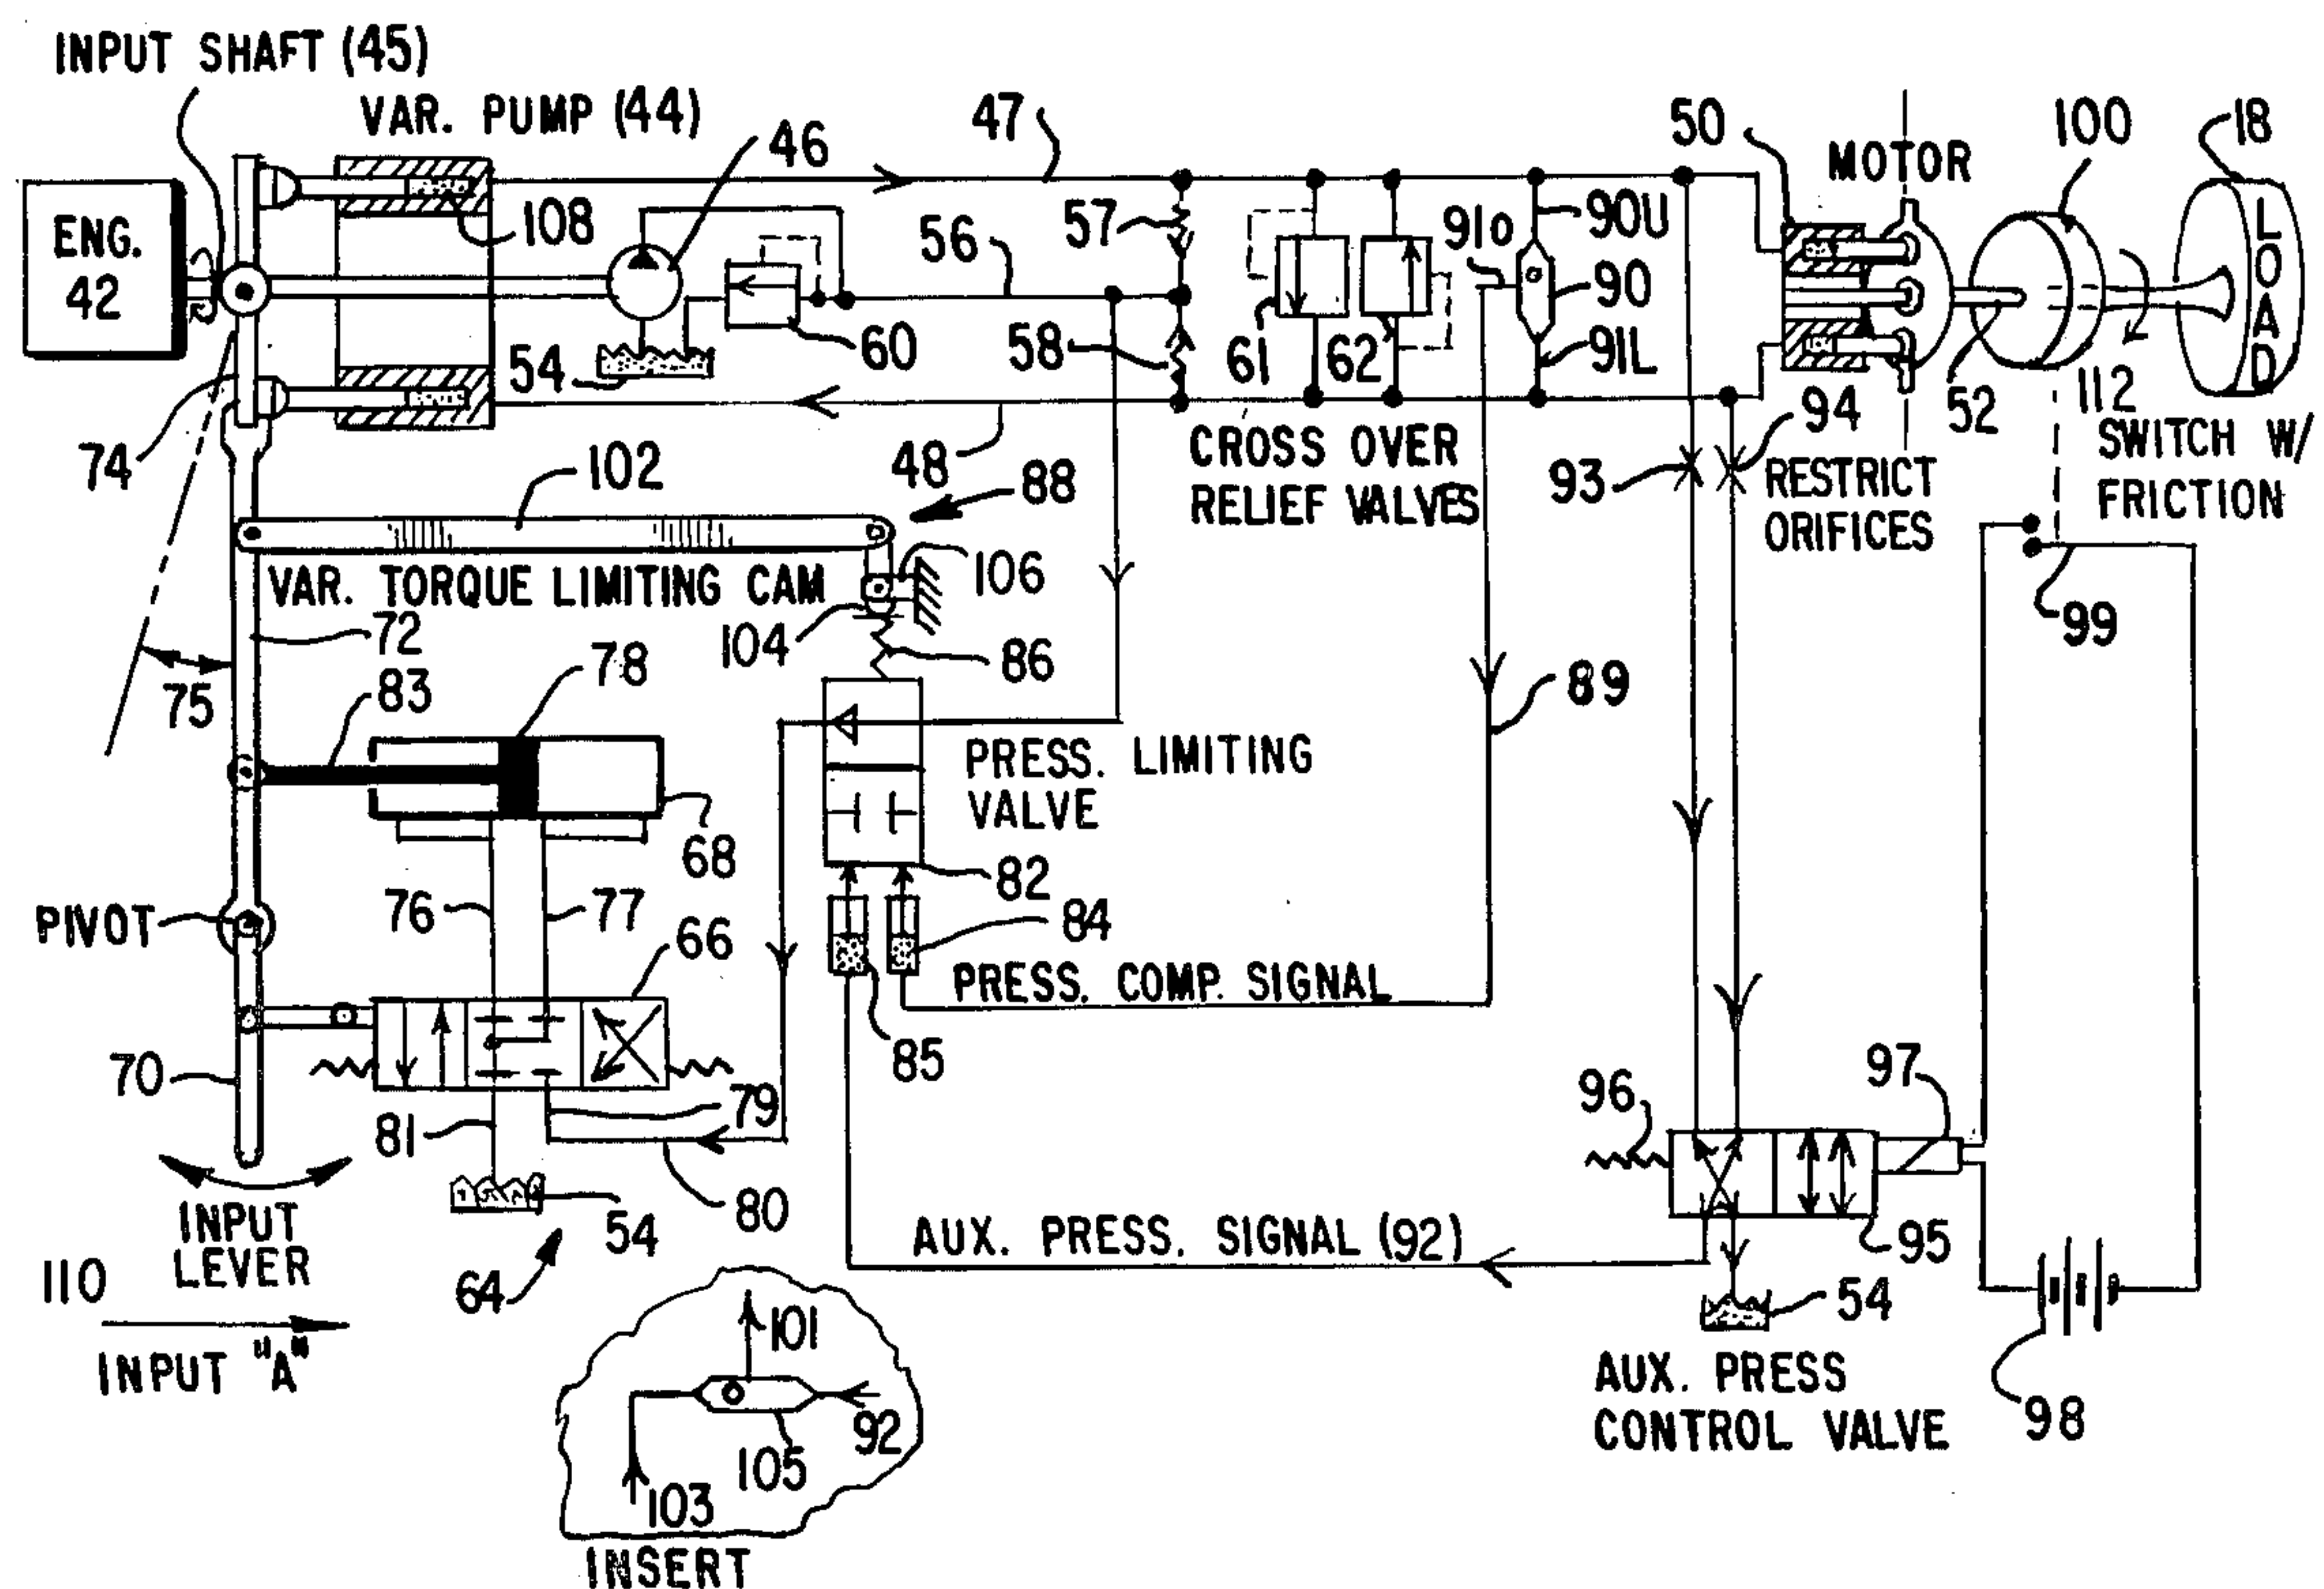 INPUT SHAFT (45)
VAR. PUMP (44)
46
47
50
MOTOR
100
18
ENG.
42
108
56
57
91o
90U
90
LOAD
54
60
58
61
62
91L
52
112
74
102
48
CROSS OVER
RELIEF VALVES
88
93
94
RESTRICT
ORIFICES
SWITCH W/
FRICTION
VAR. TORQUE LIMITING CAM
106
104
99
72
75
83
78
86
89
PRESS. LIMITING
VALVE
68
82
PIVOT
76
77
66
84
PRESS. COMP. SIGNAL
85
70
81
79
96
97
INPUT
LEVER
54
80
AUX. PRESS. SIGNAL (92)
95
110
64
54
INPUT "A"
101
92
105
103
INSERT
AUX. PRESS
CONTROL VALVE
98